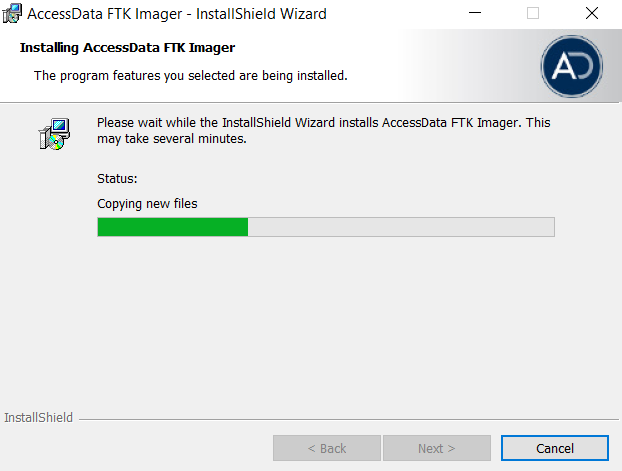 AccessData FTK Imager - InstallShield Wizard
Installing AccessData FTK Imager
The program features you selected are being installed.
AD
Please wait while the InstallShield Wizard installs AccessData FTK Imager. This
may take several minutes.
Status:
Copying new files
InstallShield
< Back
Next >
Cancel